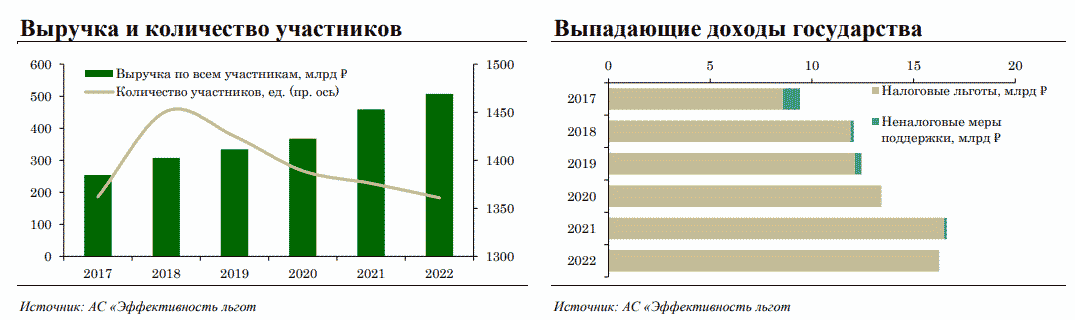 Выручка и количество участников
600
500
400
300
200
100
0
1500
1450
1400
1350
1300
Выручка по всем участникам, млрд ₽
Количество участников, ед. (пр. ось)
2017 2018 2019 2020 2021 2022
Источник: АС «Эффективность льгот
Выпадающие доходы государства
0 5 10 15 20
2017
2018
2019
2020
2021
2022
Налоговые льготы, млрд ₽
Неналоговые меры
поддержки, млрд ₽
Источник: АС «Эффективность льгот